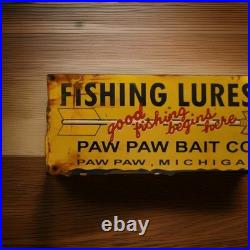 FISHING LURES
good
fishing
begins
here
PAW PAW BAIT CO
PAW PAW, MICHIGA